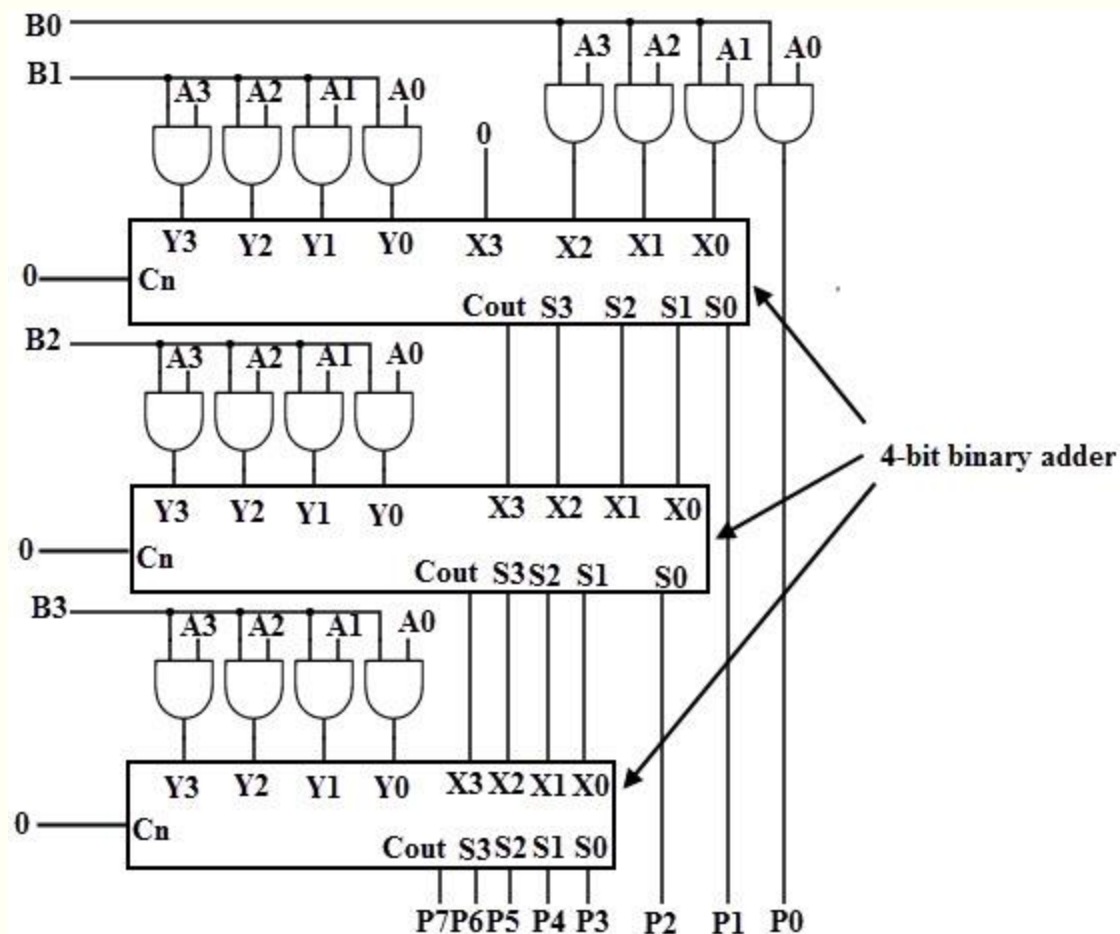 B0
A3 A2 A1 A0
B1
A3 A2 A1 A0
0
Y3 Y2 Y1 Y0 X3 X2 X1 X0
0 Cn
Cout S3 S2 S1 S0
B2
A3 A2 A1 A0
4-bit binary adder
Y3 Y2 Y1 Y0 X3 X2 X1 X0
0 Cn
Cout S3 S2 S1 S0
B3
A3 A2 A1 A0
Y3 Y2 Y1 Y0 X3 X2 X1 X0
0 Cn
Cout S3 S2 S1 S0
P7 P6 P5 P4 P3 P2 P1 P0